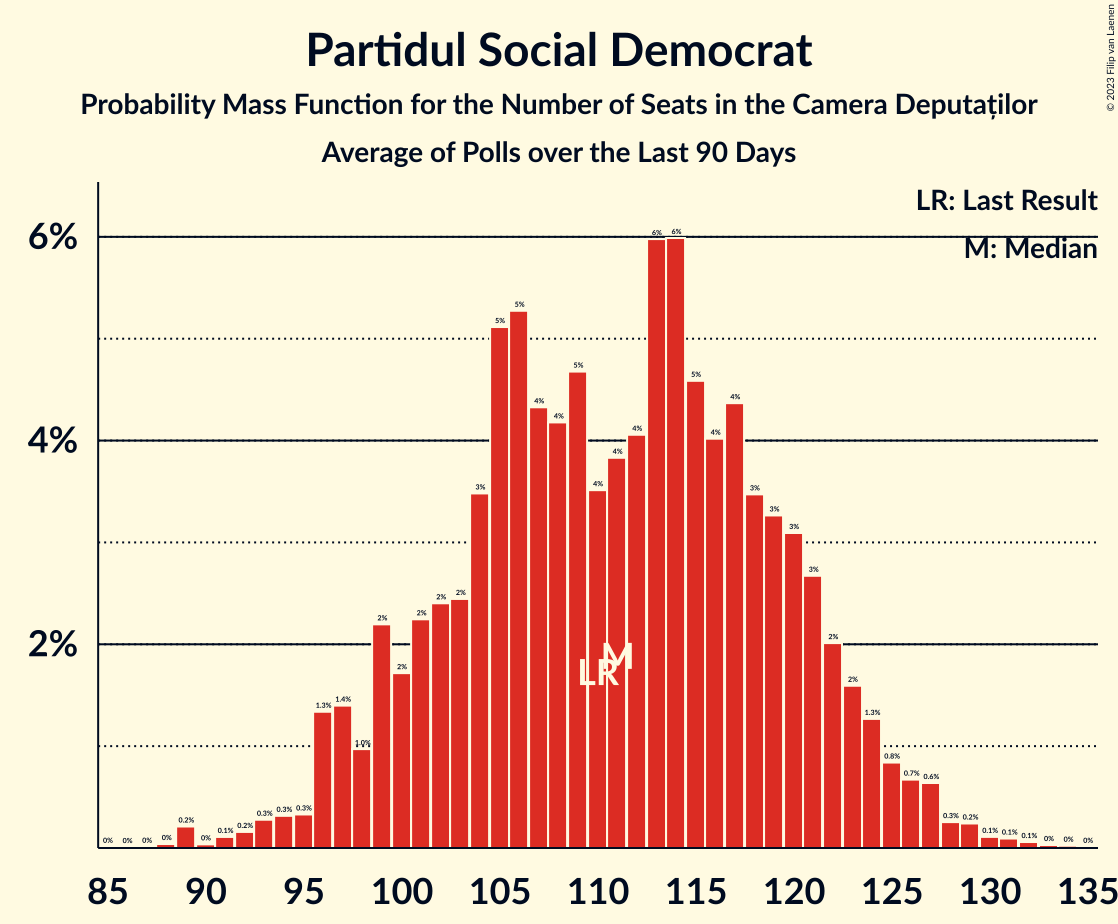 Partidul Social Democrat
Probability Mass Function for the Number of Seats in the Camera Deputaților
Average of Polls over the Last 90 Days
© 2023 Filip van Laenen
LR: Last Result
M: Median
6%
4%
2%
0% 0% 0% 0% 0.2% 0% 0.1% 0.2% 0.3% 0.3% 0.3% 1.3% 1.4% 1.0% 2% 2% 2% 2% 2% 3% 5% 5% 4% 4% 5% 4% 4% 4% 6% 6% 5% 4% 4% 3% 3% 3% 3% 2% 2% 1.3% 0.8% 0.7% 0.6% 0.3% 0.2% 0.1% 0.1% 0.1% 0% 0% 0%
M
LR
85 90 95 100 105 110 115 120 125 130 135